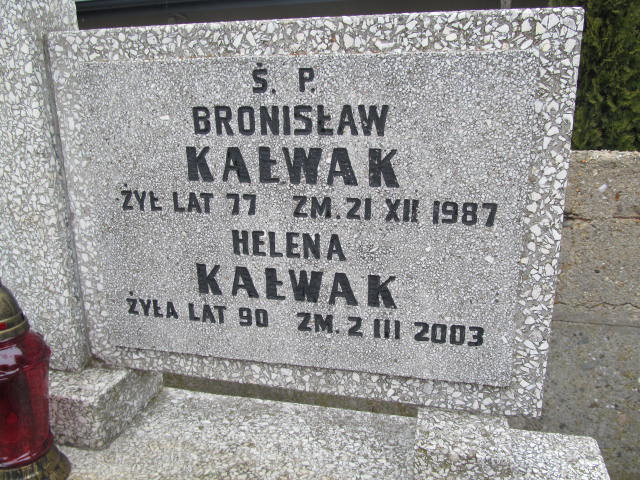 Ś. P.
BRONISŁAW
KAŁWAK
ŻYŁ LAT 77 ZM. 21 XII 1987
HELENA
KAŁWAK
ŻYŁA LAT 90 ZM. 2 III 2003